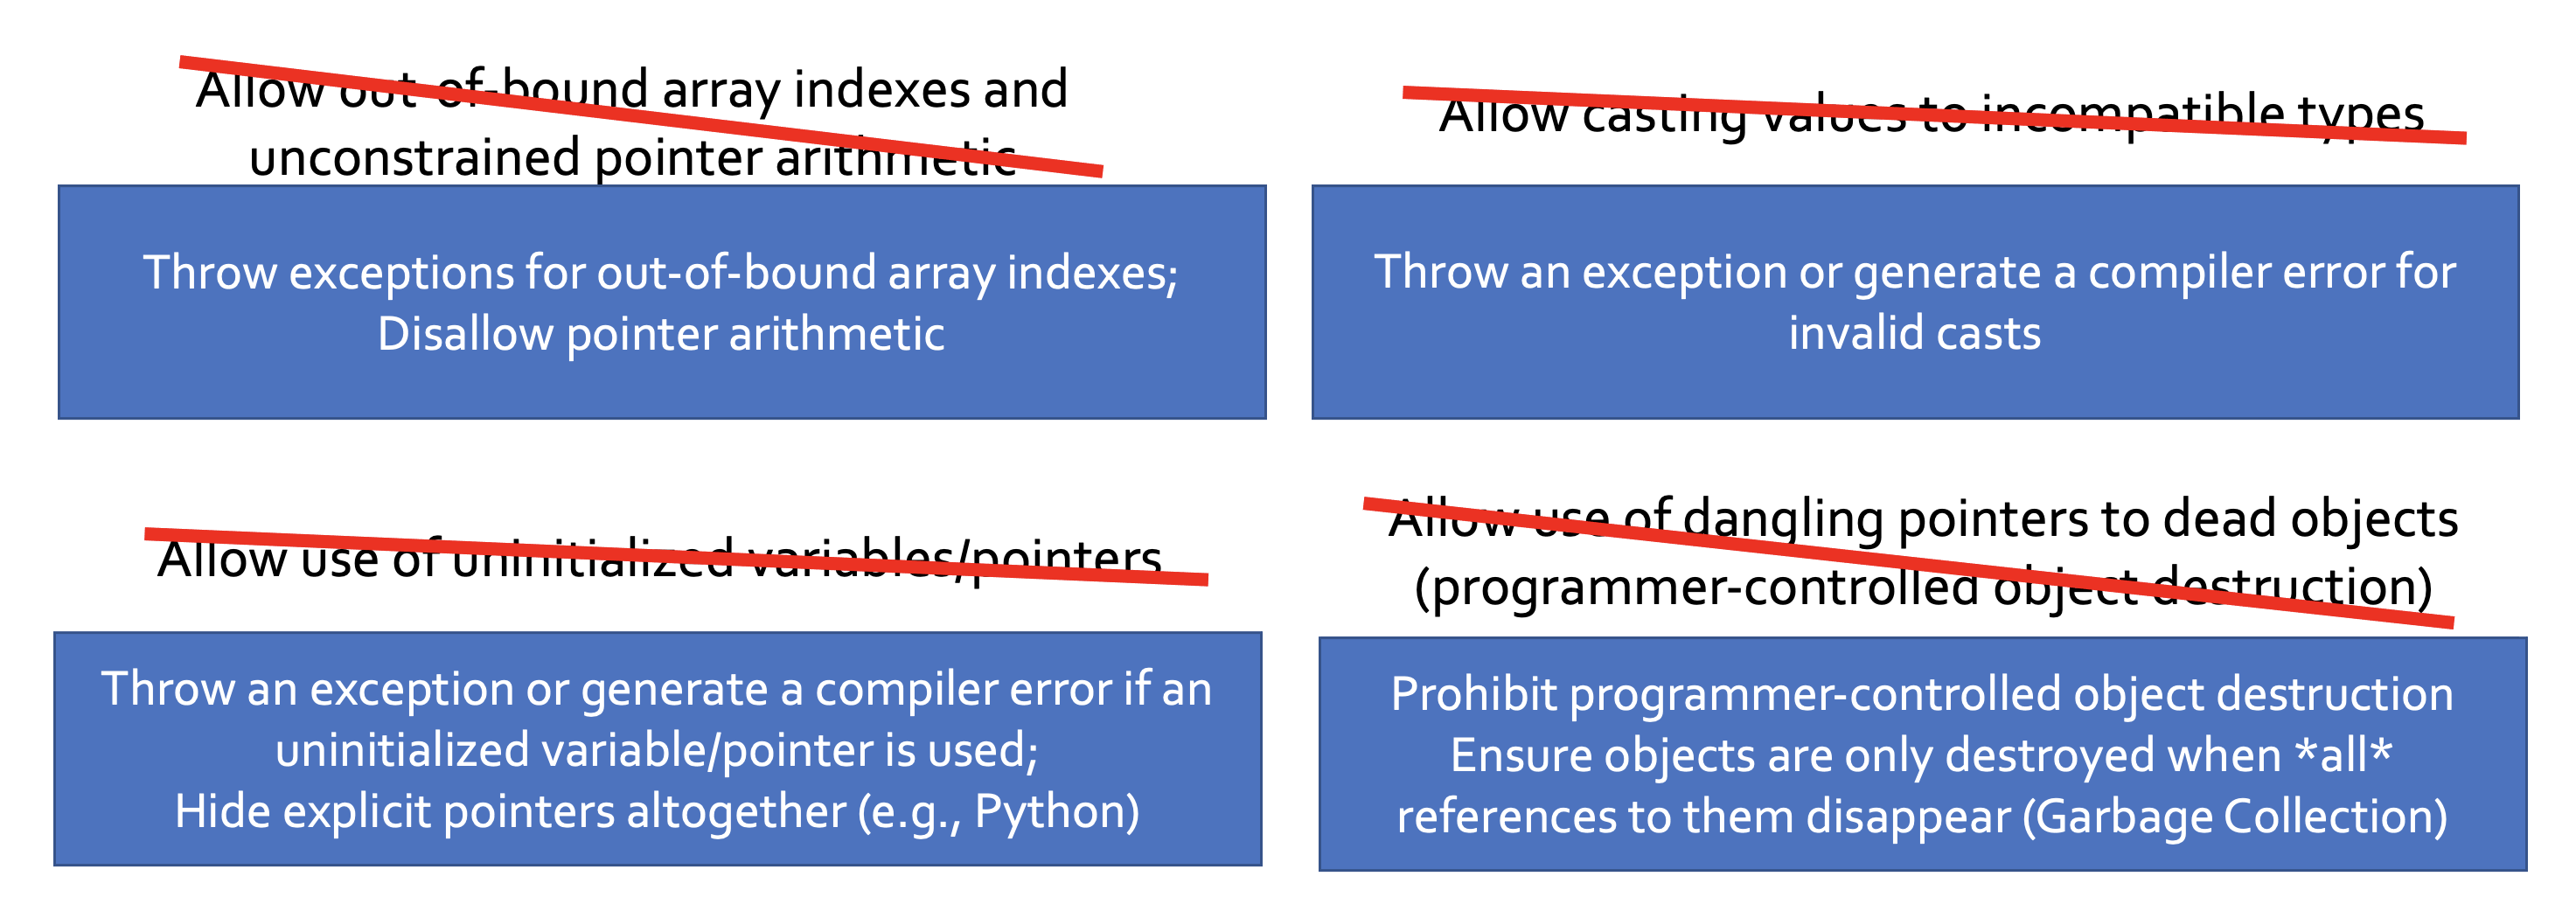 Allow out-of-bound array indexes and
unconstrained pointer arithmetic
Throw exceptions for out-of-bound array indexes;
Disallow pointer arithmetic
Allow casting values to incompatible types
Throw an exception or generate a compiler error for
invalid casts
Allow use of uninitialized variables/pointers
Throw an exception or generate a compiler error if an
uninitialized variable/pointer is used;
Hide explicit pointers altogether (e.g., Python)
Allow use of dangling pointers to dead objects
(programmer-controlled object destruction)
Prohibit programmer-controlled object destruction
Ensure objects are only destroyed when *all*
references to them disappear (Garbage Collection)